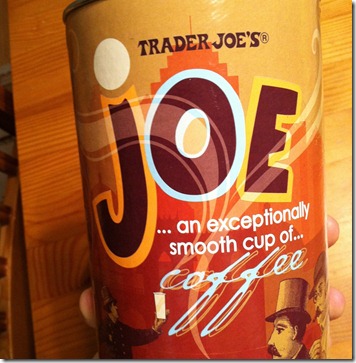 TRADER JOE'S®
JOE
... an exceptionally
smooth cup of...
coffee